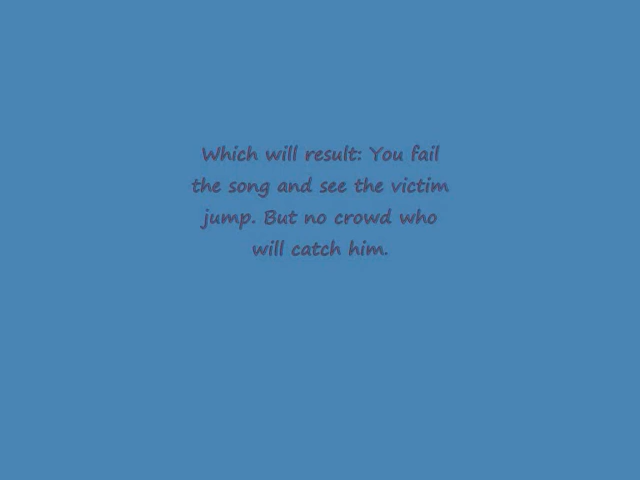 Which will result: You fail
the song and see the victim
jump. But no crowd who
will catch him.